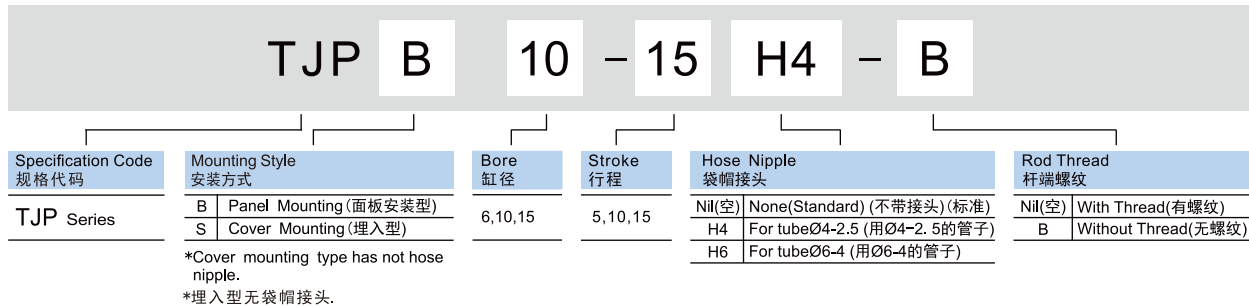 TJP B 10 - 15 H4 - B
Specification Code
规格代码
TJP Series
Mounting Style
安装方式
B Panel Mounting(面板安装型)
S Cover Mounting(埋入型)
*Cover mounting type has not hose
nipple.
*埋入型无袋帽接头.
Bore
缸径
6,10,15
Stroke
行程
5,10,15
Hose Nipple
袋帽接头
Nil(空) None(Standard) (不带接头)(标准)
H4 For tubeØ4-2.5 (用Ø4-2.5的管子)
H6 For tubeØ6-4 (用Ø6-4的管子)
Rod Thread
杆端螺纹
Nil(空) With Thread(有螺纹)
B Without Thread(无螺纹)